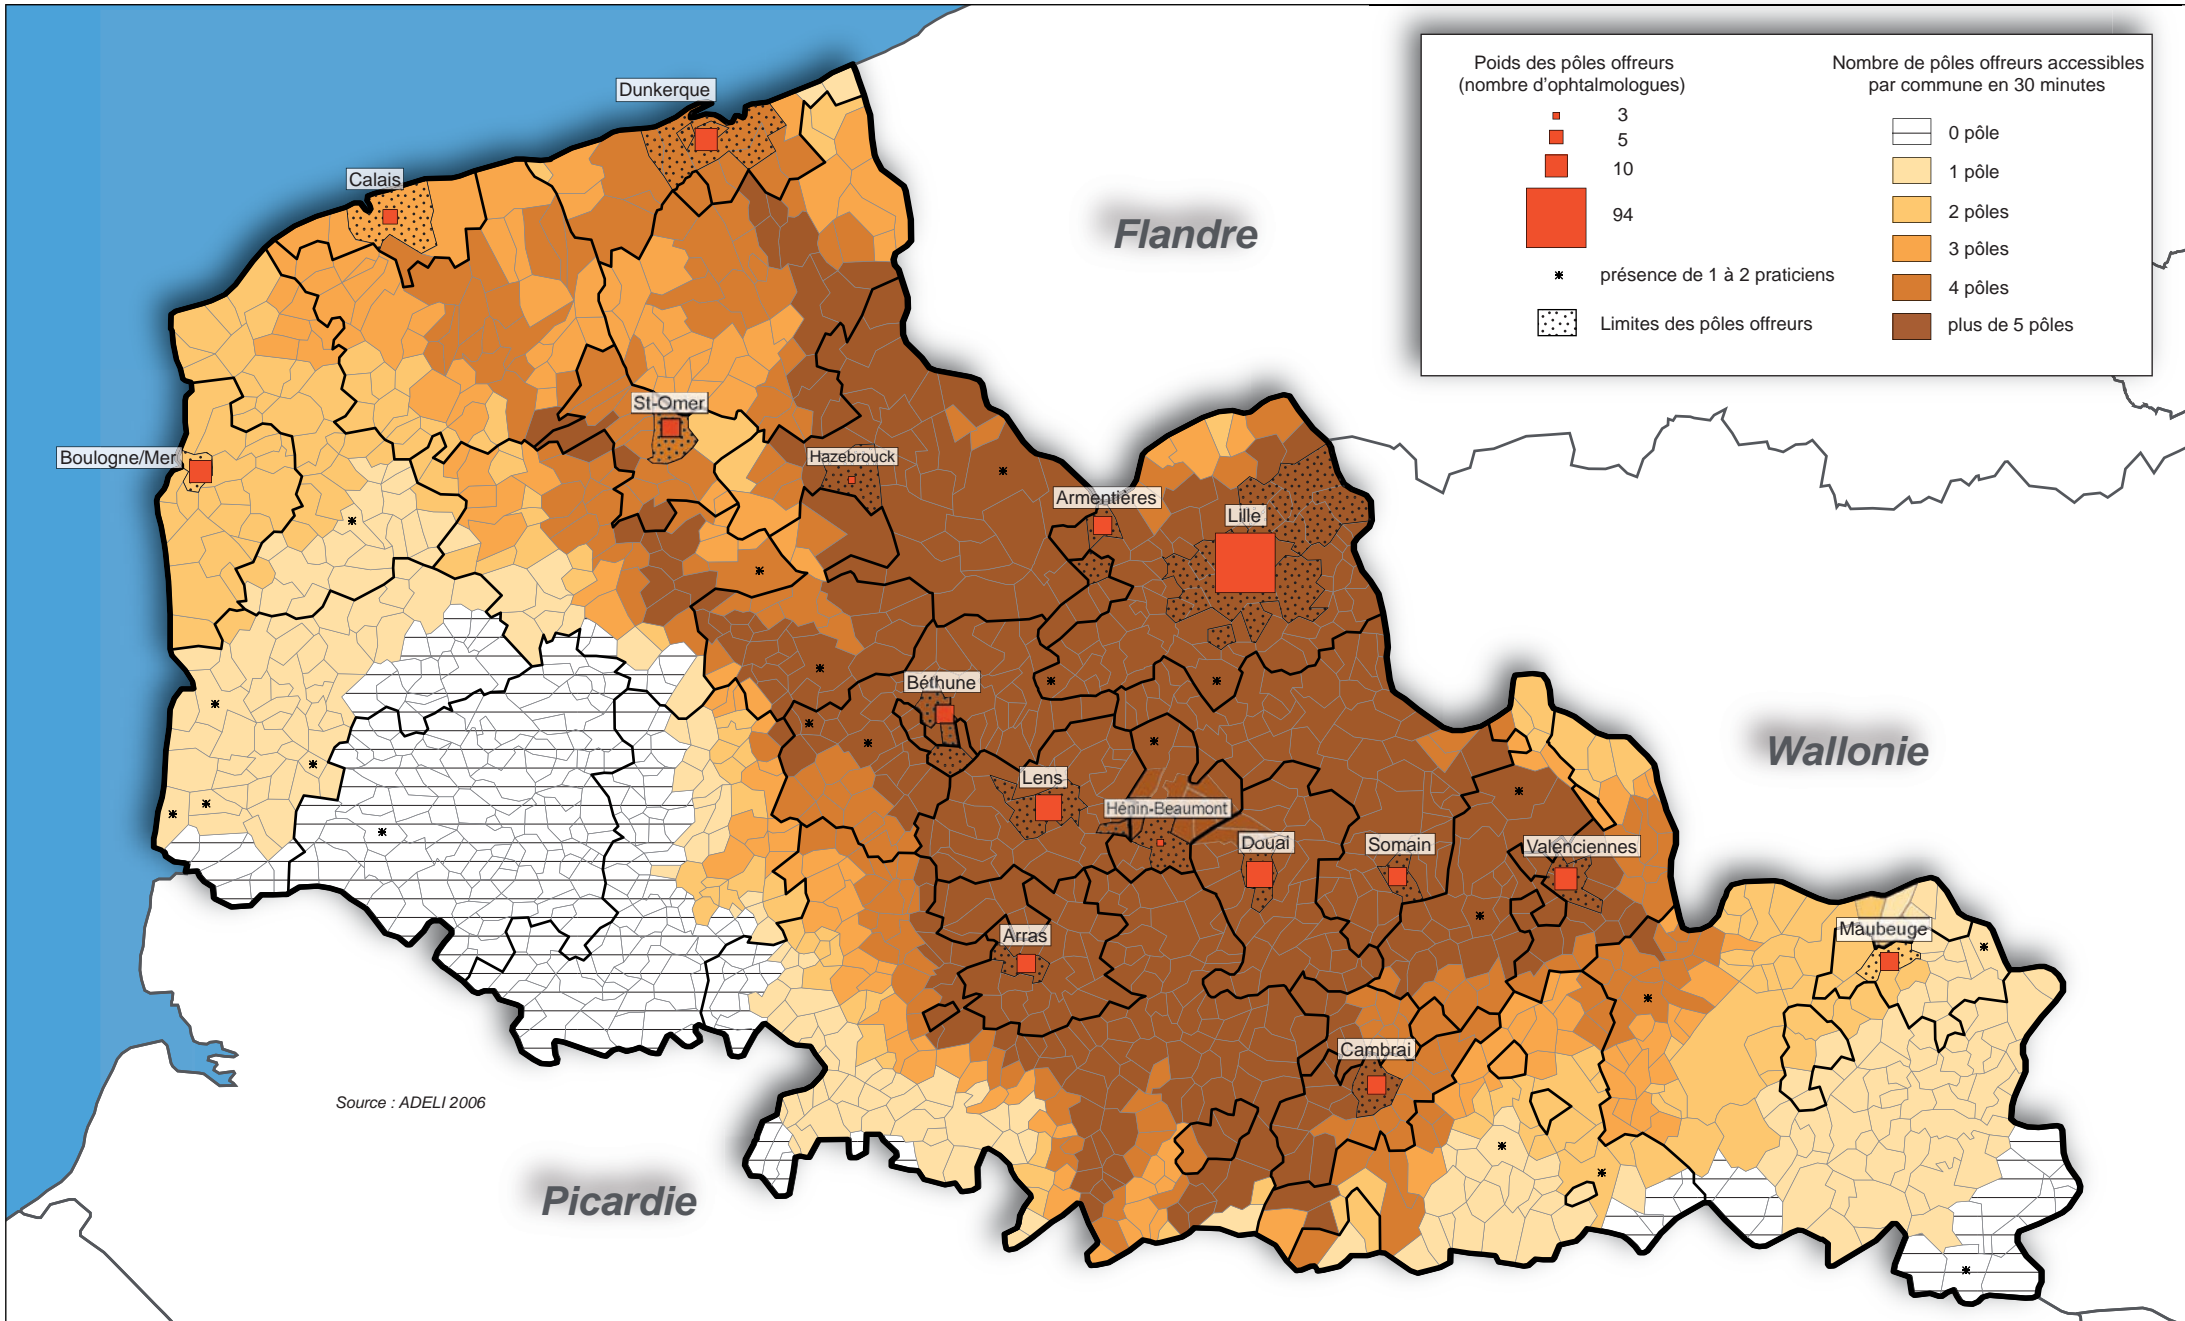 Poids des pôles offreurs
(nombre d'ophtalmologues)
3
5
10
94
présence de 1 à 2 praticiens
Limites des pôles offreurs
Nombre de pôles offreurs accessibles
par commune en 30 minutes
0 pôle
1 pôle
2 pôles
3 pôles
4 pôles
plus de 5 pôles
Dunkerque
Calais
Flandre
St-Omer
Boulogne/Mer
Hazebrouck
Armentières
Lille
Béthune
Wallonie
Lens
Hénin-Beaumont
Douai
Somain
Valenciennes
Arras
Maubeuge
Cambrai
Source : ADELI 2006
Picardie